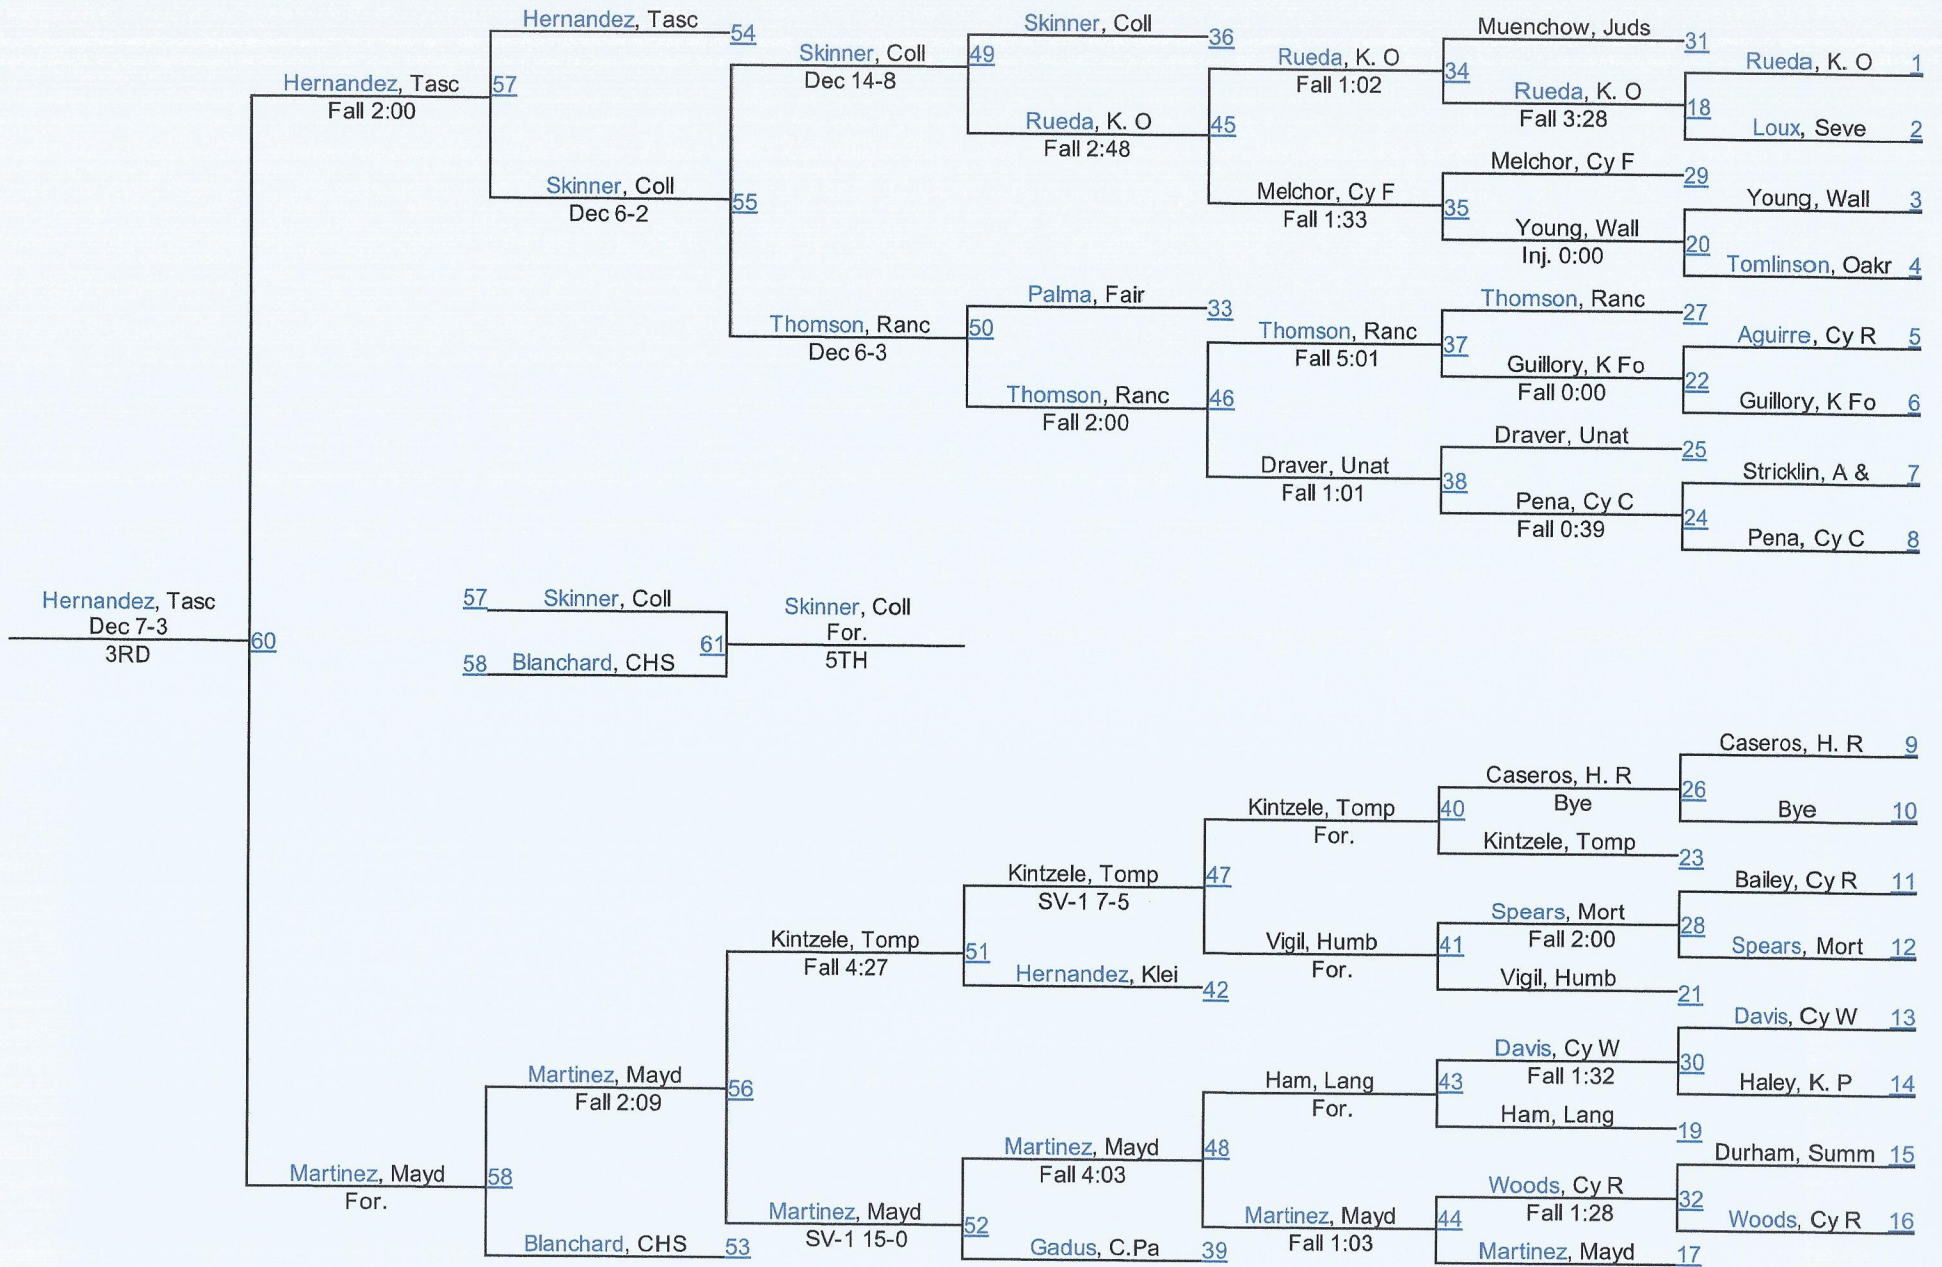 Hernandez, Tasc
54
Skinner, Coll
36
Muenchow, Juds
31
Rueda, K. O 1
Hernandez, Tasc
Fall 2:00
57
Skinner, Coll
Dec 14-8
49
Rueda, K. O
Fall 1:02
34
Rueda, K. O
Fall 3:28
18
Loux, Seve 2
Rueda, K. O
Fall 2:48
45
Skinner, Coll
Dec 6-2
55
Melchor, Cy F
Fall 1:33
35
Melchor, Cy F
29
Young, Wall 3
Young, Wall
Inj. 0:00
20
Tomlinson, Oakr 4
Palma, Fair
33
Thomson, Ranc
27
Aguirre, Cy R 5
Thomson, Ranc
Dec 6-3
50
Thomson, Ranc
Fall 5:01
37
Guillory, K Fo
Fall 0:00
22
Guillory, K Fo 6
Thomson, Ranc
Fall 2:00
46
Draver, Unat
25
Stricklin, A & 7
Draver, Unat
Fall 1:01
38
Pena, Cy C
Fall 0:39
24
Pena, Cy C 8
Hernandez, Tasc
Dec 7-3
3RD
60
57 Skinner, Coll
58 Blanchard, CHS
61
Skinner, Coll
For.
5TH
Caseros, H. R 9
Caseros, H. R
Bye
26
Bye 10
Kintzele, Tomp
For.
40
Kintzele, Tomp
23
Kintzele, Tomp
SV-1 7-5
47
Bailey, Cy R 11
Spears, Mort
Fall 2:00
28
Spears, Mort 12
Kintzele, Tomp
Fall 4:27
51
Vigil, Humb
For.
41
Vigil, Humb
21
Hernandez, Klei
42
Davis, Cy W 13
Davis, Cy W
Fall 1:32
30
Haley, K. P 14
Martinez, Mayd
Fall 2:09
56
Ham, Lang
For.
43
Ham, Lang
19
Martinez, Mayd
Fall 4:03
48
Durham, Summ 15
Martinez, Mayd
For.
58
Woods, Cy R
Fall 1:28
32
Woods, Cy R 16
Martinez, Mayd
SV-1 15-0
52
Martinez, Mayd
Fall 1:03
44
Martinez, Mayd
17
Blanchard, CHS
53
Gadus, C.Pa
39